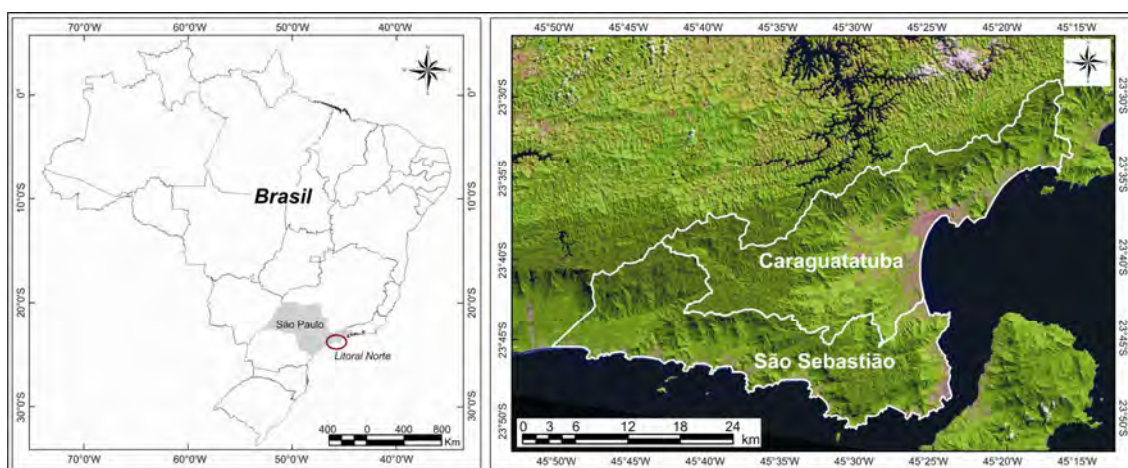 70°0'W 60°0'W 50°0'W 40°0'W
0° 0°
10°0'S 10°0'S
20°0'S 20°0'S
30°0'S 30°0'S
Brasil
São Paulo
Litoral Norte
400 0 400 800
Km
70°0'W 60°0'W 50°0'W 40°0'W
45°50'W 45°45'W 45°40'W 45°35'W 45°30'W 45°25'W 45°20'W 45°15'W
23°30'S 23°30'S
23°35'S 23°35'S
23°40'S 23°40'S
23°45'S 23°45'S
23°50'S 23°50'S
Caraguatatuba
São Sebastião
0 3 6 12 18 24
km
45°50'W 45°45'W 45°40'W 45°35'W 45°30'W 45°25'W 45°20'W 45°15'W